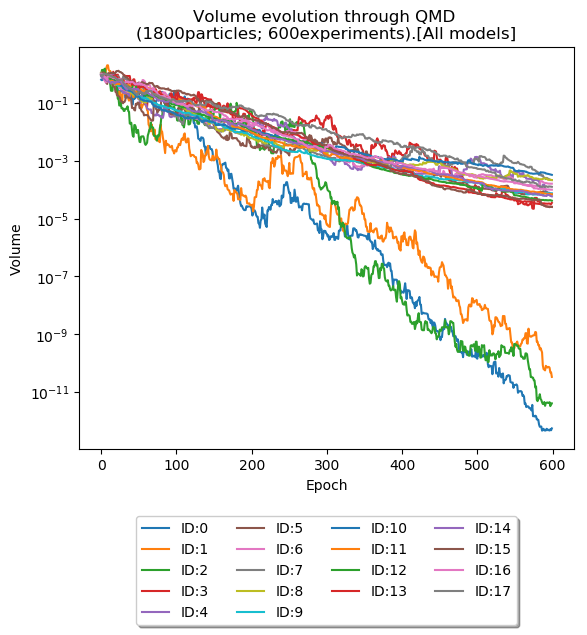 Volume evolution through QMD
(1800particles; 600experiments).[All models]
Volume
10⁻¹
10⁻³
10⁻⁵
10⁻⁷
10⁻⁹
10⁻¹¹
0 100 200 300 400 500 600
Epoch
ID:0 ID:5 ID:10 ID:14
ID:1 ID:6 ID:11 ID:15
ID:2 ID:7 ID:12 ID:16
ID:3 ID:8 ID:13 ID:17
ID:4 ID:9